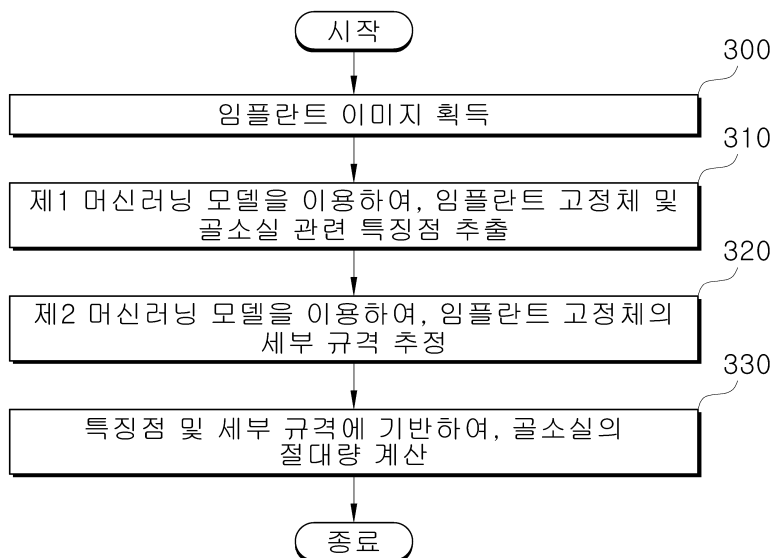 시작
300
임플란트 이미지 획득
310
제1 머신러닝 모델을 이용하여, 임플란트 고정체 및
골소실 관련 특징점 추출
320
제2 머신러닝 모델을 이용하여, 임플란트 고정체의
세부 규격 추정
330
특징점 및 세부 규격에 기반하여, 골소실의
절대량 계산
종료